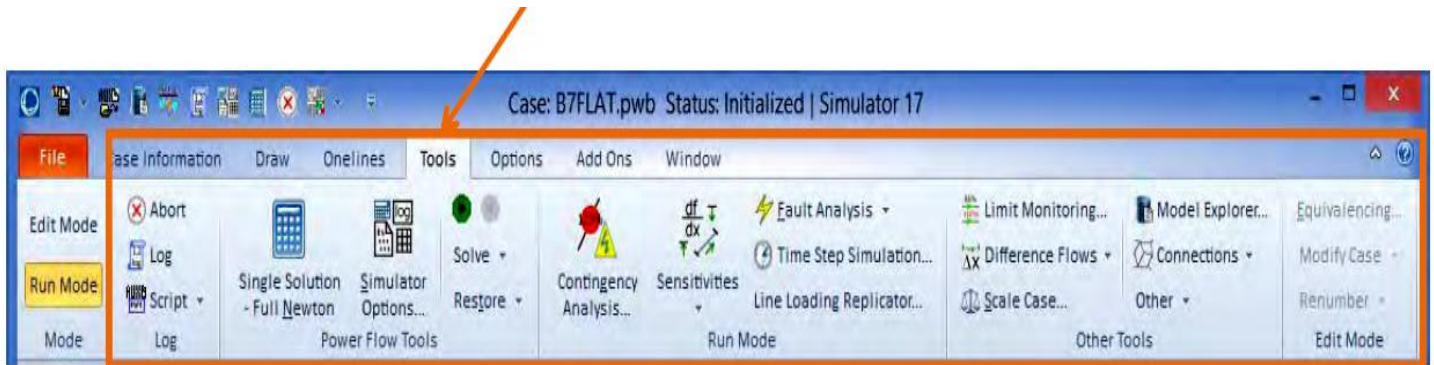 Case: B7FLAT.pwb Status: Initialized | Simulator 17
File ase Information Draw Onelines Tools Options Add Ons Window
Edit Mode
Run Mode
Mode
Abort
Log
Script
Log
Single Solution
- Full Newton
Simulator
Options...
Solve
Restore
Power Flow Tools
Contingency
Analysis...
df
dx
Sensitivities
Fault Analysis
Time Step Simulation...
Line Loading Replicator...
Run Mode
Limit Monitoring...
Δx Difference Flows
Scale Case...
Model Explorer...
Connections
Other
Other Tools
Equivalencing...
Modify Case
Renumber
Edit Mode